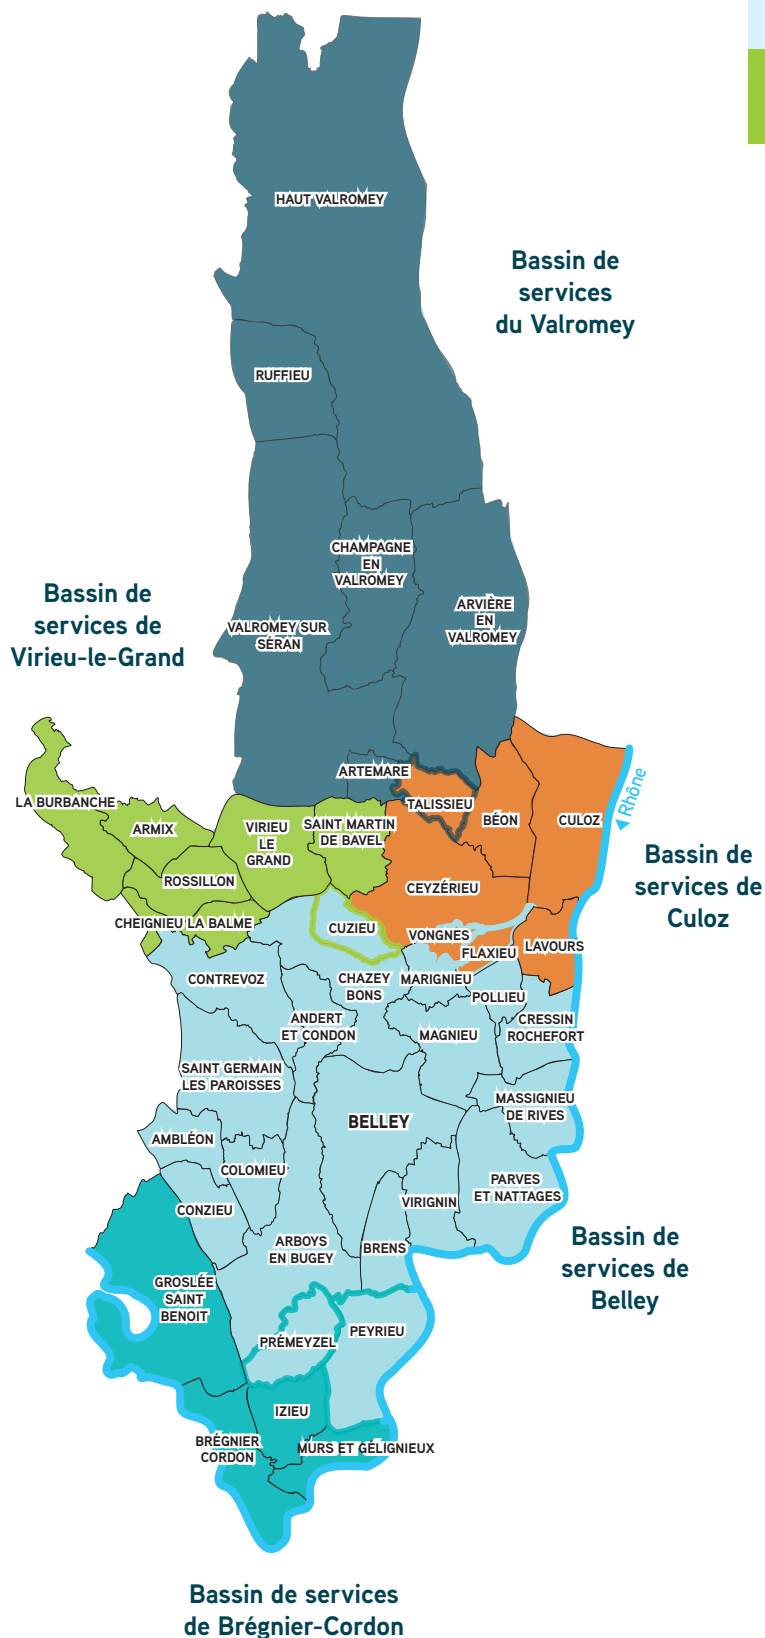 HAUT VALROMEY
Bassin de
services
du Valromey
RUFFIEU
CHAMPAGNE
EN
VALROMEY
Bassin de
services de
Virieu-le-Grand
ARVIÈRE
EN
VALROMEY
VALROMEY SUR
SÉRAN
ARTEMARE
Rhône
LA BURBANCHE
TALISSIEU
ARMIX
VIRIEU
LE
GRAND
SAINT MARTIN
DE BAVEL
BÉON
CULOZ
Bassin de
services de
Culoz
ROSSILLON
CEYZÉRIEU
CHEIGNIEU LA BALME
CUZIEU
VONGNES
FLAXIEU
LAVOURS
CONTREVOZ
CHAZEY
BONS
MARIGNIEU
POLLIEU
ANDERT
ET CONDON
MAGNIEU
CRESSIN
ROCHEFORT
SAINT GERMAIN
LES PAROISSES
MASSIGNIEU
DE RIVES
BELLEY
AMBLÉON
COLOMIEU
PARVES
ET NATTAGES
VIRIGNIN
CONZIEU
ARBOYS
EN BUGEY
BRENS
Bassin de
services de
Belley
GROSLÉE
SAINT
BENOIT
PRÉMEYZEL
PEYRIEU
IZIEU
BRÉGNIER
CORDON
MURS ET GÉLIGNIEUX
Bassin de services
de Brégnier-Cordon